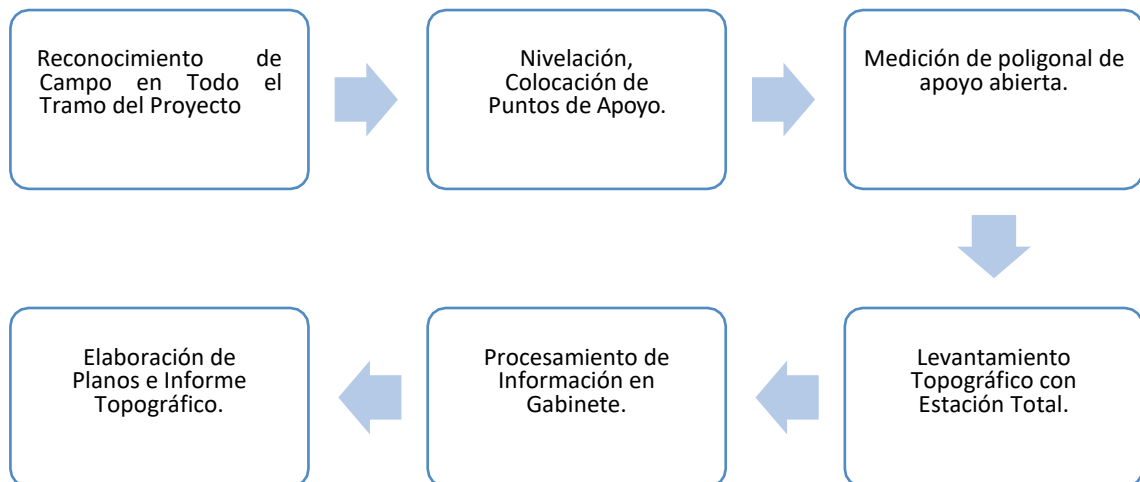 Reconocimiento de
Campo en Todo el
Tramo del Proyecto
Nivelación,
Colocación de
Puntos de Apoyo.
Medición de poligonal de
apoyo abierta.
Levantamiento
Topográfico con
Estación Total.
Procesamiento de
Información en
Gabinete.
Elaboración de
Planos e Informe
Topográfico.